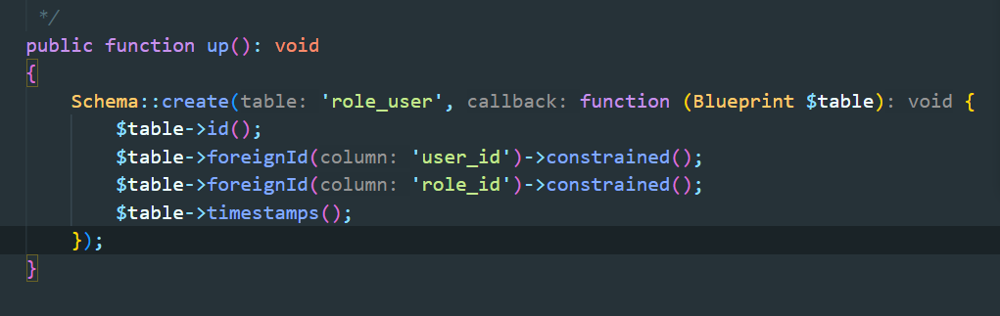 */
public function up(): void
{
Schema::create(table: 'role_user', callback: function (Blueprint $table): void {
$table->id();
$table->foreignId(column: 'user_id')->constrained();
$table->foreignId(column: 'role_id')->constrained();
$table->timestamps();
});
}